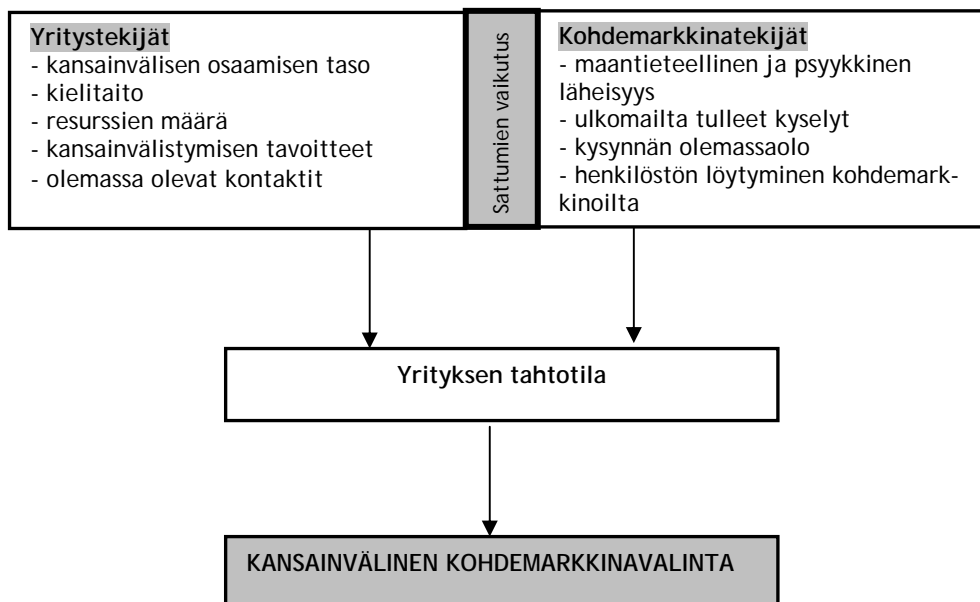 Yritystekijät
- kansainvälisen osaamisen taso
- kielitaito
- resurssien määrä
- kansainvälistymisen tavoitteet
- olemassa olevat kontaktit
Sattumien vaikutus
Kohdemarkkinatekijät
- maantieteellinen ja psyykkinen
läheisyys
- ulkomailta tulleet kyselyt
- kysynnän olemassaolo
- henkilöstön löytyminen kohdemark-
kinoilta
Yrityksen tahtotila
KANSAINVÄLINEN KOHDEMARKKINAVALINTA